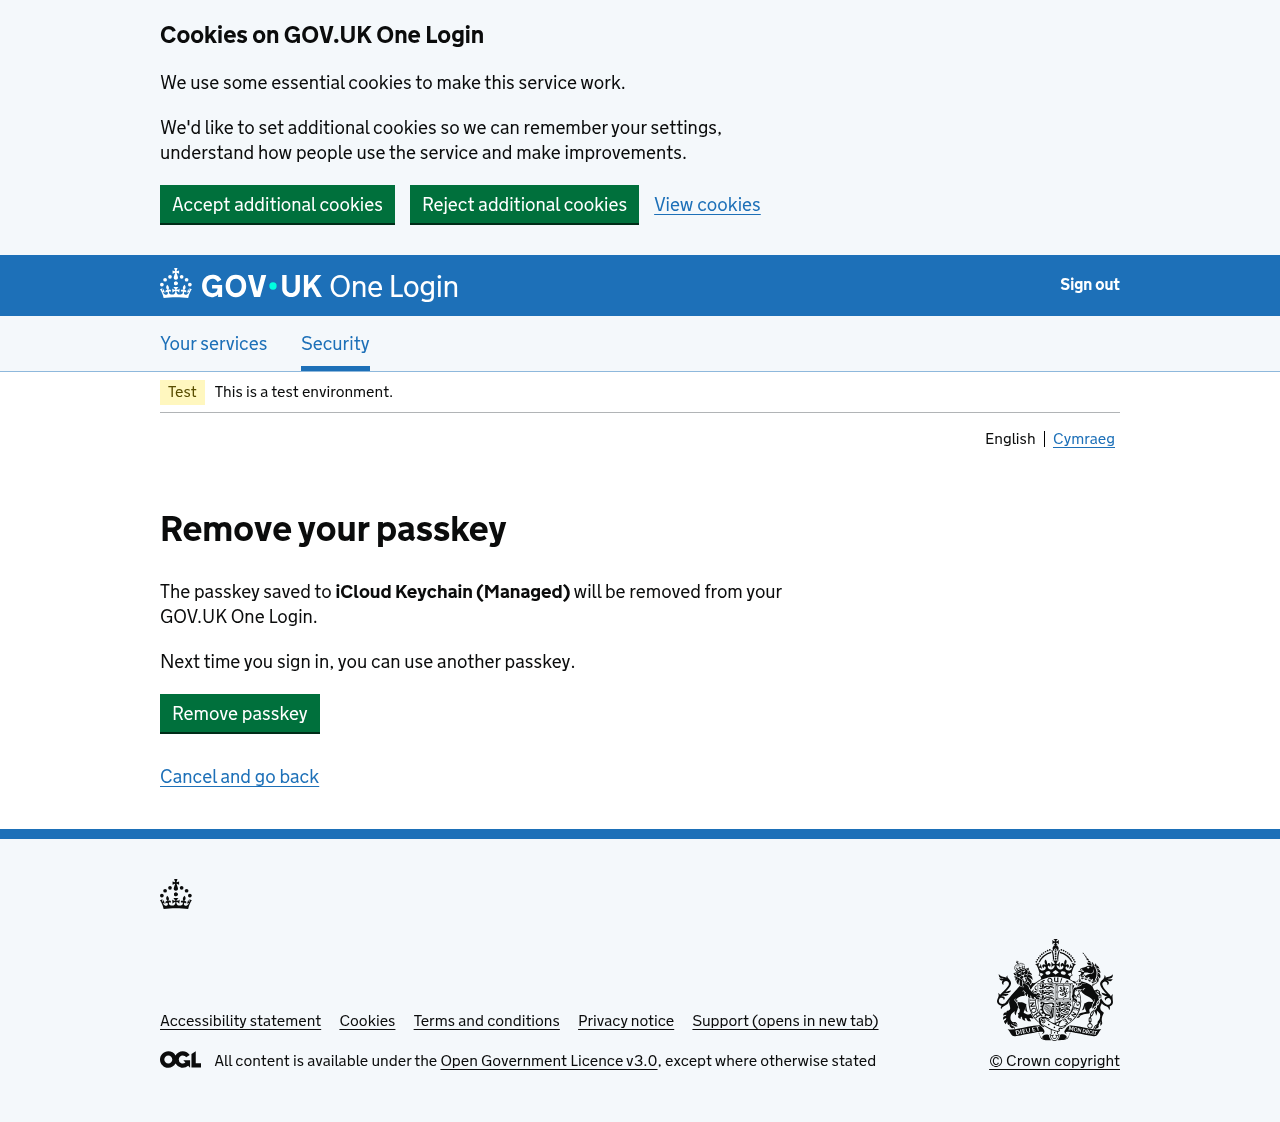 Cookies on GOV.UK One Login
We use some essential cookies to make this service work.
We'd like to set additional cookies so we can remember your settings,
understand how people use the service and make improvements.
Accept additional cookies Reject additional cookies View cookies
GOV·UK One Login Sign out
Your services Security
Test This is a test environment.
English Cymraeg
Remove your passkey
The passkey saved to iCloud Keychain (Managed) will be removed from your
GOV.UK One Login.
Next time you sign in, you can use another passkey.
Remove passkey
Cancel and go back
Accessibility statement Cookies Terms and conditions Privacy notice Support (opens in new tab)
OGL All content is available under the Open Government Licence v3.0, except where otherwise stated
© Crown copyright